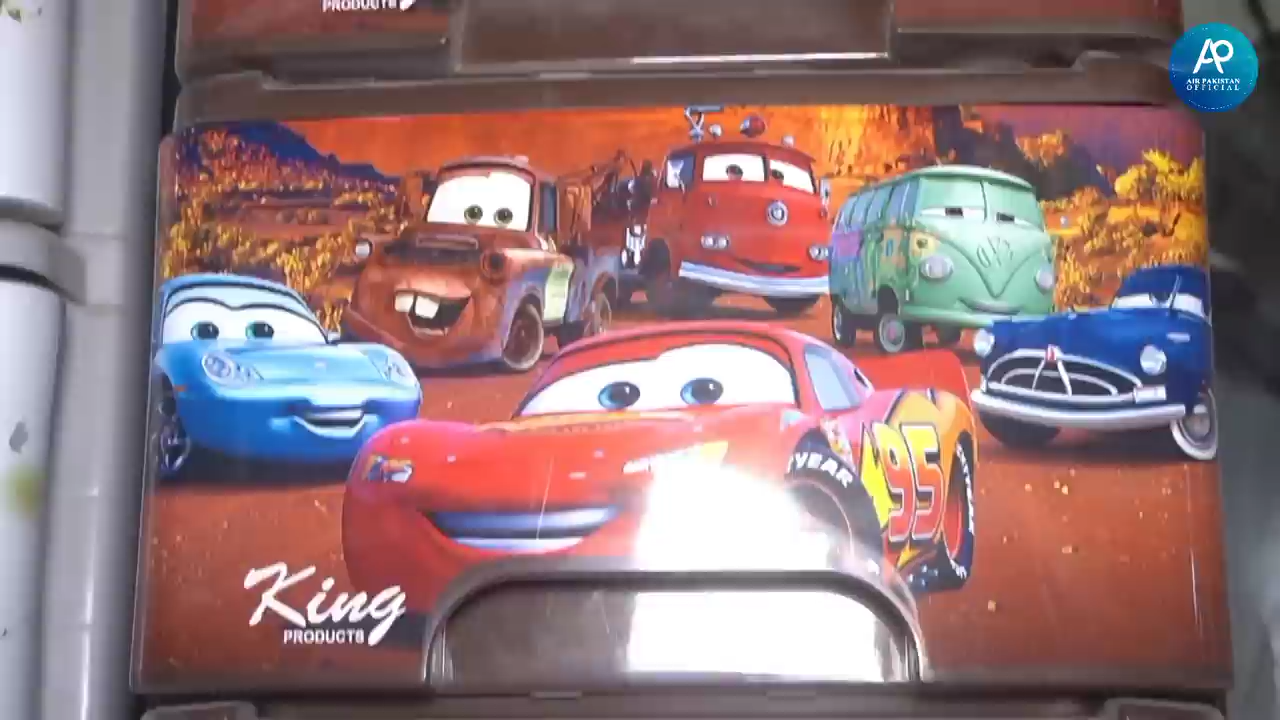 PRODUCTS
AP
AIR PAKISTAN
OFFICIAL
YEAR
95
King
PRODUCTS